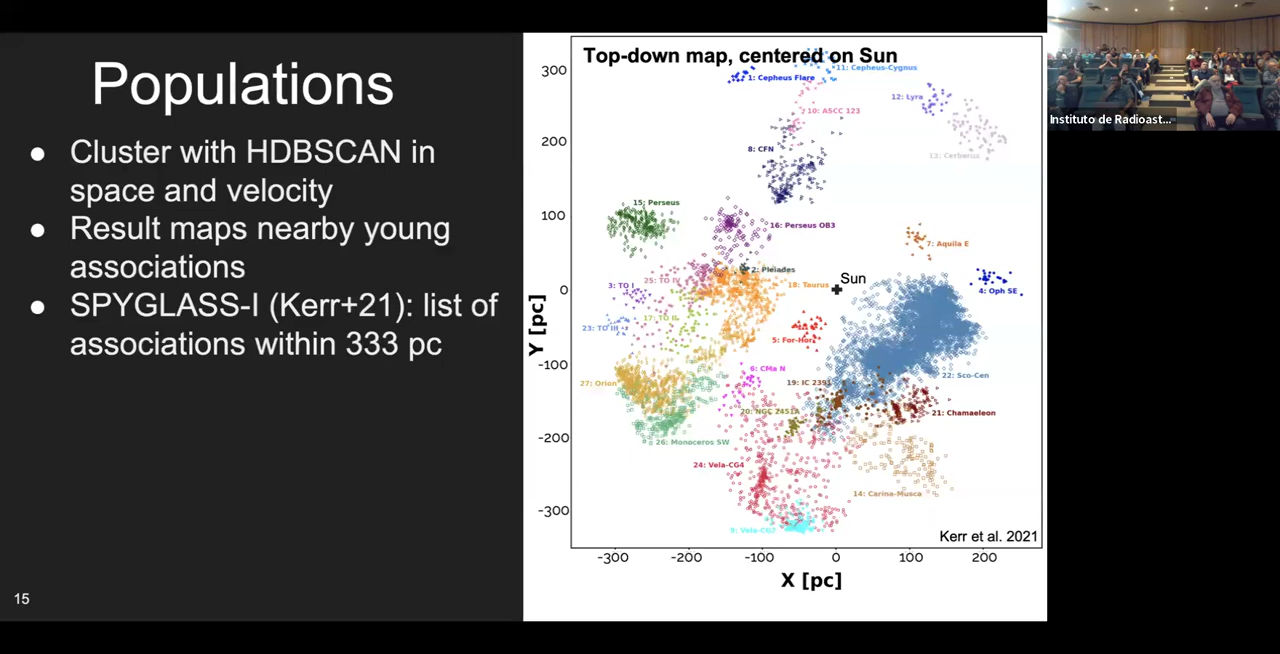 Populations
● Cluster with HDBSCAN in
space and velocity
● Result maps nearby young
associations
● SPYGLASS-I (Kerr+21): list of
associations within 333 pc
15
Top-down map, centered on Sun
11: Cepheus-Cygnus
1: Cepheus Flare
12: Lyra
10: ASCC 123
8: CFN
13: Cerberus
15: Perseus
16: Perseus OB3
7: Aquila E
2: Pleiades
25: TO IV
Sun
3: TO I
18: Taurus
4: Oph SE
17: TO II
23: TO III
5: For-Hor
6: CMa N
22: Sco-Cen
27: Orion
19: IC 2391
20: NGC 2451A
21: Chamaeleon
26: Monoceros SW
24: Vela-CG4
14: Carina-Musca
9: Vela-CG7
Kerr et al. 2021
300
200
100
0
-100
-200
-300
Y [pc]
-300 -200 -100 0 100 200
X [pc]
Instituto de Radioast...